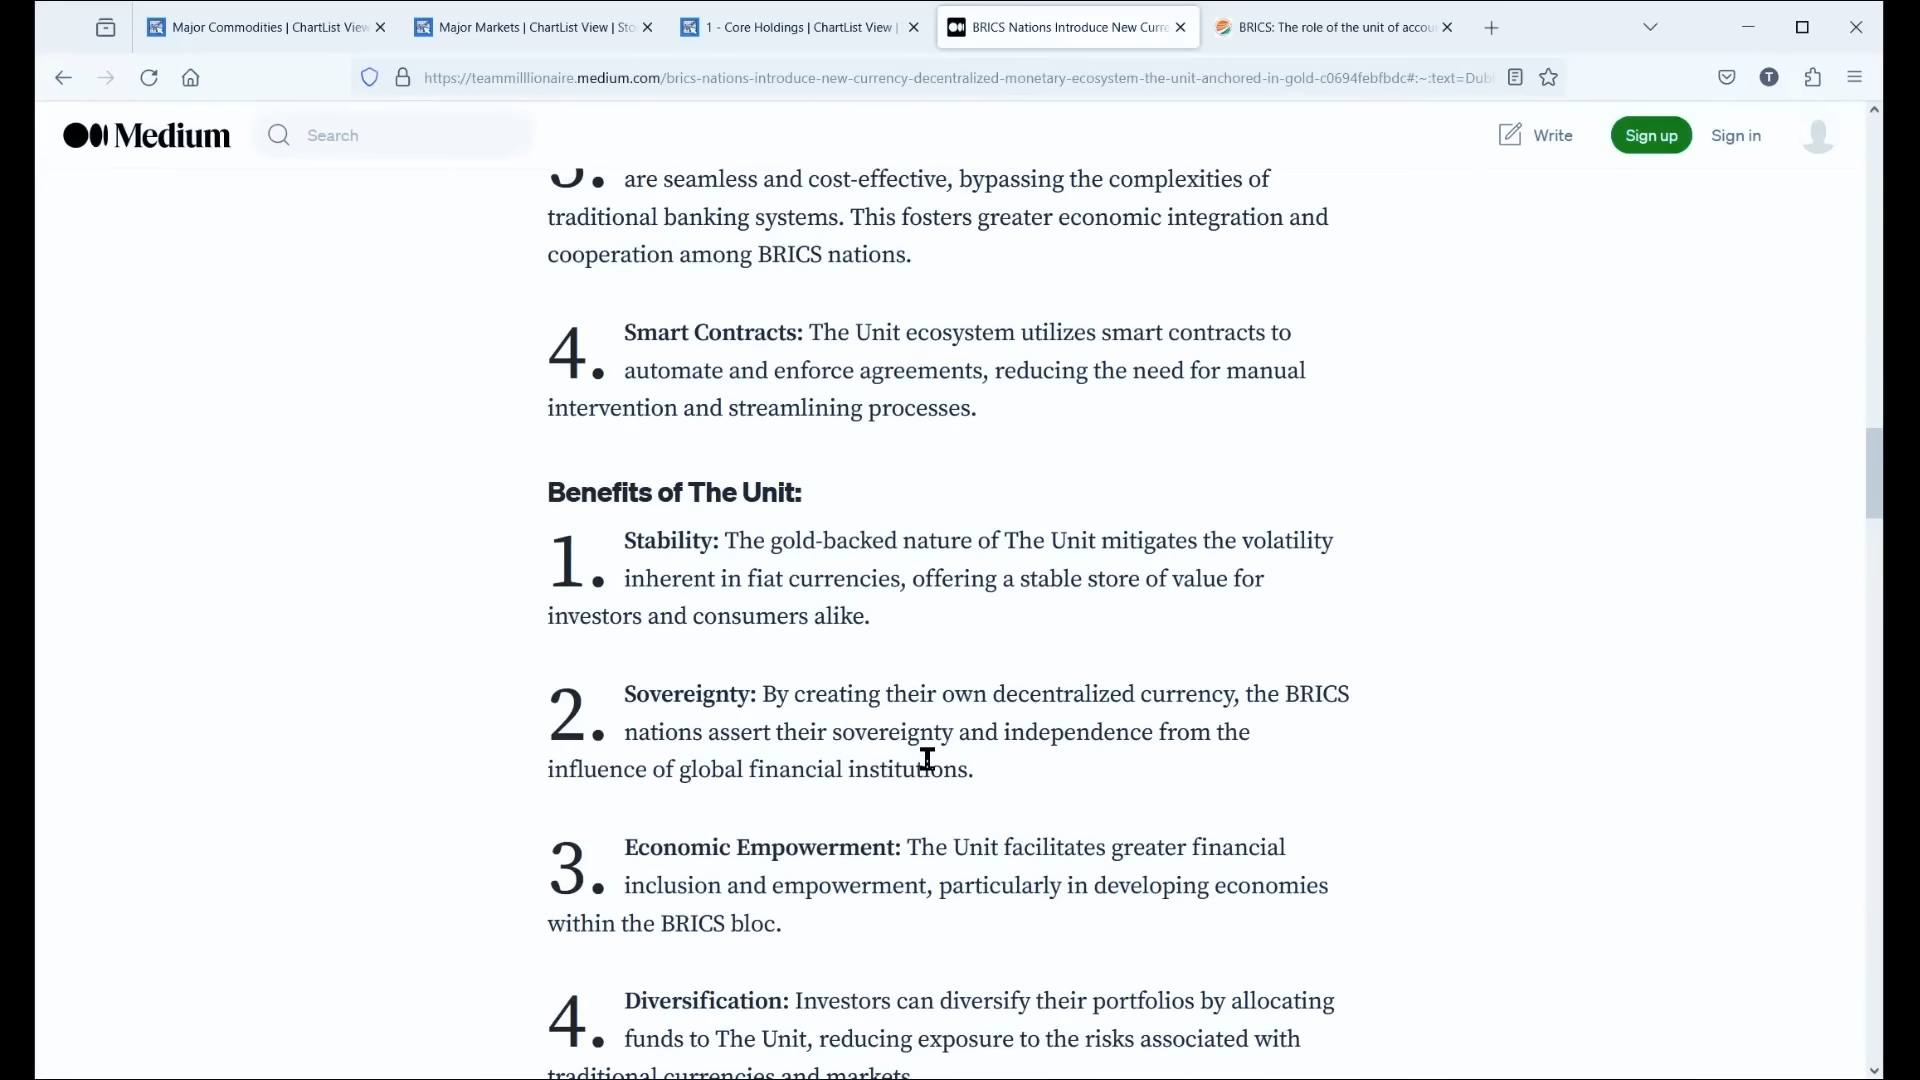 Major Commodities | ChartList View
Major Markets | ChartList View | Sto
1 - Core Holdings | ChartList View |
BRICS Nations Introduce New Curre
BRICS: The role of the unit of accou
https://teammilllionaire.medium.com/brics-nations-introduce-new-currency-decentralized-monetary-ecosystem-the-unit-anchored-in-gold-c0694febfbdc#:~:text=Dubl
T
Medium
Search
Write
Sign up
Sign in
3. are seamless and cost-effective, bypassing the complexities of
traditional banking systems. This fosters greater economic integration and
cooperation among BRICS nations.
4. Smart Contracts: The Unit ecosystem utilizes smart contracts to
automate and enforce agreements, reducing the need for manual
intervention and streamlining processes.
Benefits of The Unit:
1. Stability: The gold-backed nature of The Unit mitigates the volatility
inherent in fiat currencies, offering a stable store of value for
investors and consumers alike.
2. Sovereignty: By creating their own decentralized currency, the BRICS
nations assert their sovereignty and independence from the
influence of global financial institutions.
3. Economic Empowerment: The Unit facilitates greater financial
inclusion and empowerment, particularly in developing economies
within the BRICS bloc.
4. Diversification: Investors can diversify their portfolios by allocating
funds to The Unit, reducing exposure to the risks associated with
traditional currencies and markets.